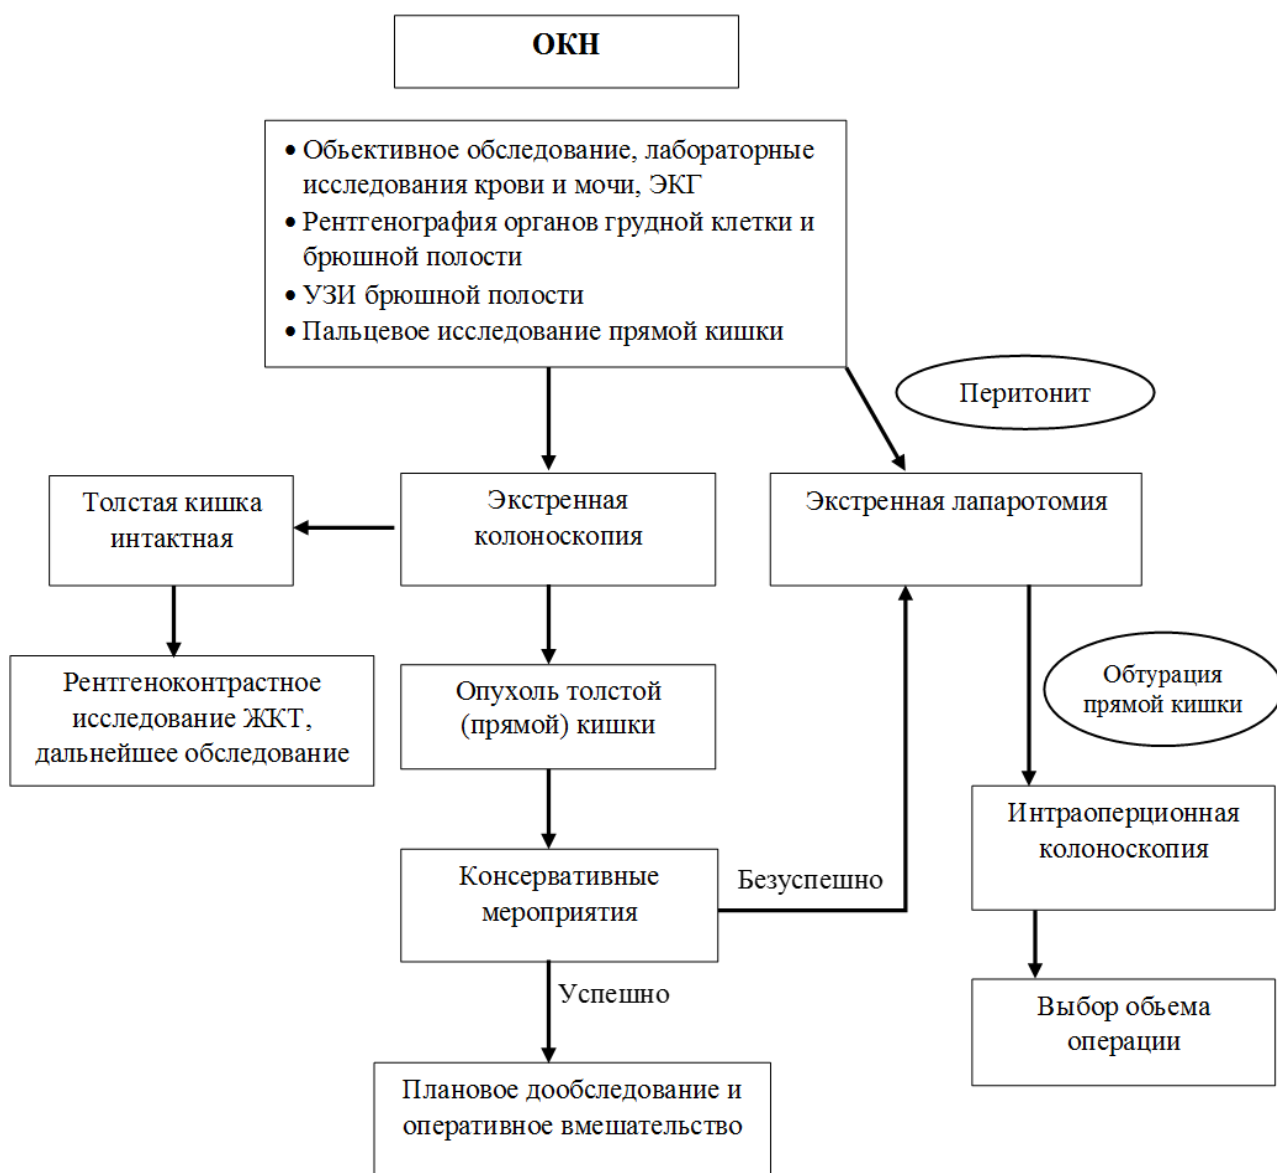 ОКН
• Обьективное обследование, лабораторные
исследования крови и мочи, ЭКГ
• Рентгенография органов грудной клетки и
брюшной полости
• УЗИ брюшной полости
• Пальцевое исследование прямой кишки
Перитонит
Толстая кишка
интактная
Экстренная
колоноскопия
Экстренная лапаротомия
Рентгеноконтрастное
исследование ЖКТ,
дальнейшее обследование
Опухоль толстой
(прямой) кишки
Обтурация
прямой кишки
Консервативные
мероприятия
Безуспешно
Интраоперционная
колоноскопия
Успешно
Выбор обьема
операции
Плановое дообследование и
оперативное вмешательство